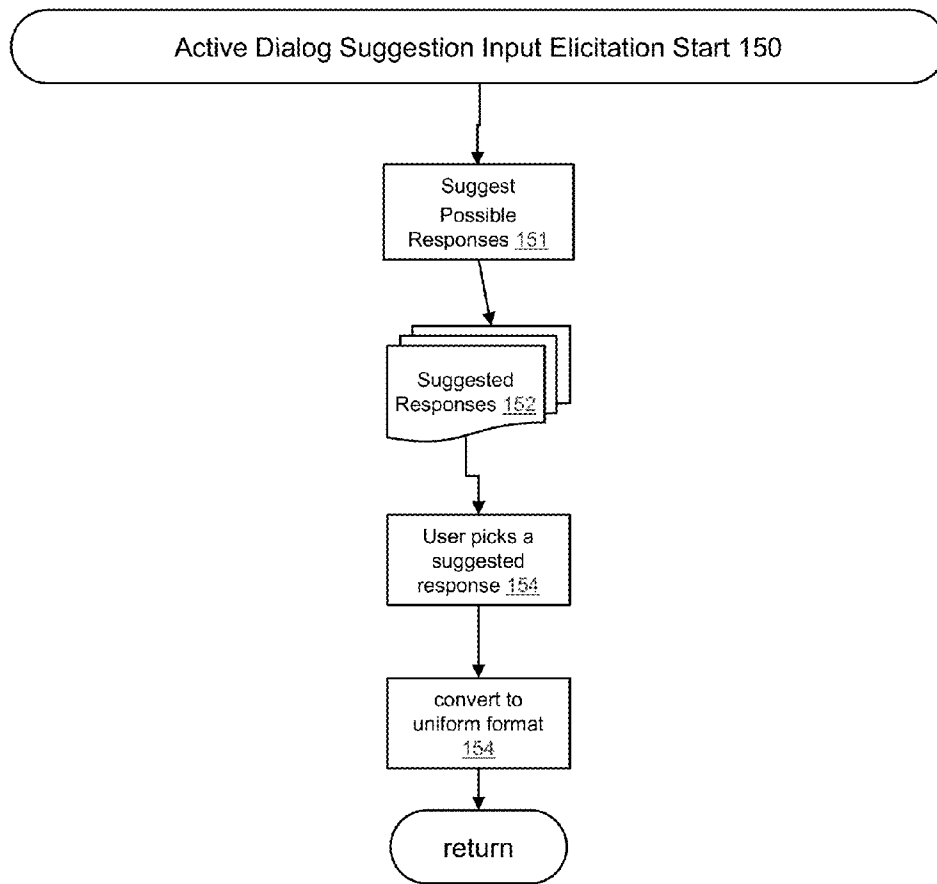 Active Dialog Suggestion Input Elicitation Start 150
Suggest
Possible
Responses 151
Suggested
Responses 152
User picks a
suggested
response 154
convert to
uniform format
154
return